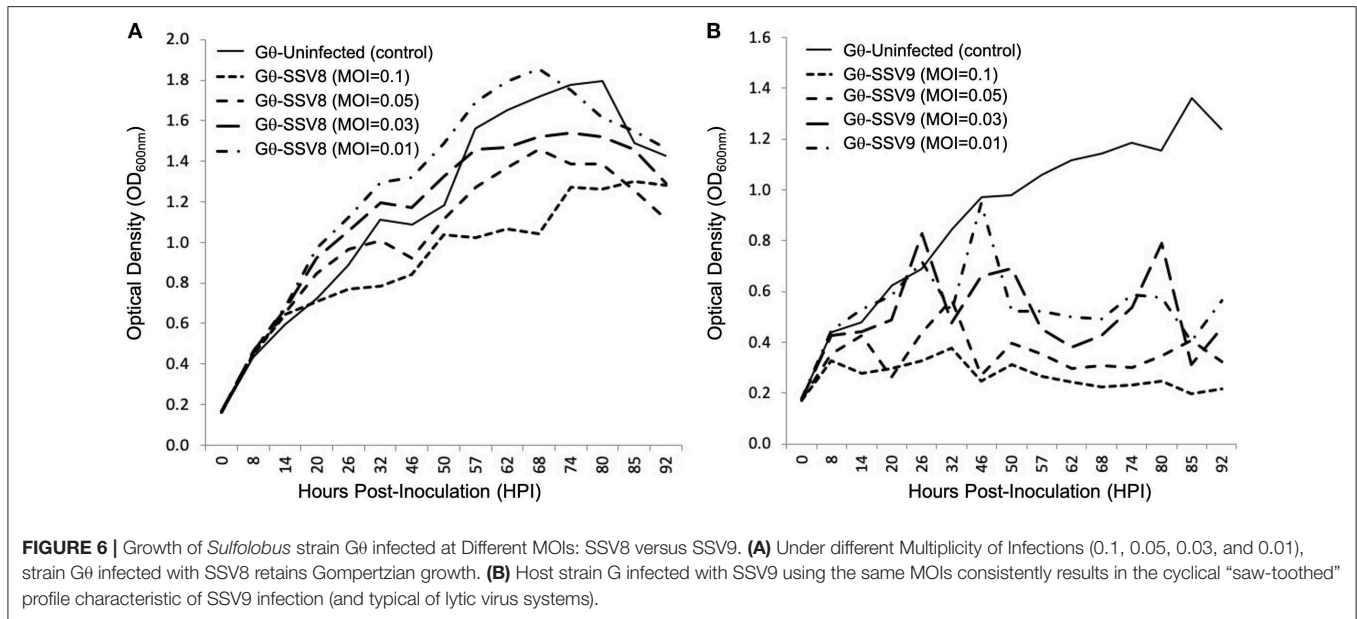 A
2.0
1.8
1.6
1.4
1.2
1.0
0.8
0.6
0.4
0.2
0.0
Optical Density (OD600nm)
Gθ-Uninfected (control)
Gθ-SSV8 (MOI=0.1)
Gθ-SSV8 (MOI=0.05)
Gθ-SSV8 (MOI=0.03)
Gθ-SSV8 (MOI=0.01)
0 8 14 20 26 32 46 50 57 62 68 74 80 85 92
Hours Post-Inoculation (HPI)
B
1.6
1.4
1.2
1.0
0.8
0.6
0.4
0.2
0.0
Optical Density (OD600nm)
Gθ-Uninfected (control)
Gθ-SSV9 (MOI=0.1)
Gθ-SSV9 (MOI=0.05)
Gθ-SSV9 (MOI=0.03)
Gθ-SSV9 (MOI=0.01)
0 8 14 20 26 32 46 50 57 62 68 74 80 85 92
Hours Post-Inoculation (HPI)
FIGURE 6 | Growth of Sulfolobus strain Gθ infected at Different MOIs: SSV8 versus SSV9. (A) Under different Multiplicity of Infections (0.1, 0.05, 0.03, and 0.01),
strain Gθ infected with SSV8 retains Gompertzian growth. (B) Host strain G infected with SSV9 using the same MOIs consistently results in the cyclical “saw-toothed”
profile characteristic of SSV9 infection (and typical of lytic virus systems).